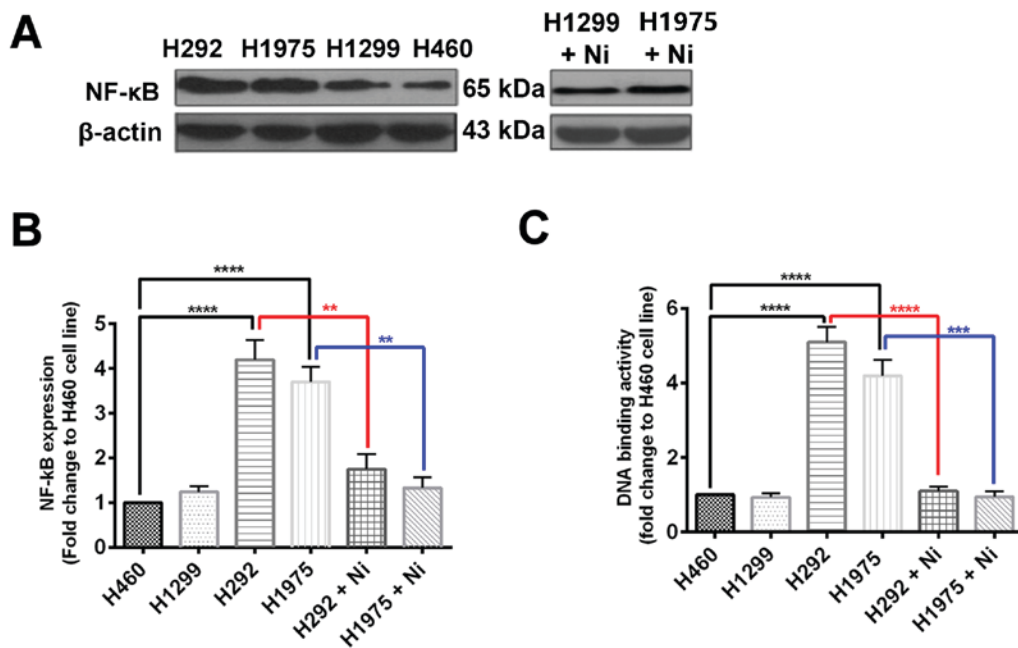 A
H292 H1975 H1299 H460
H1299 + Ni
H1975 + Ni
NF-κB
65 kDa
β-actin
43 kDa
B
****
****
**
**
NF-kB expression
(Fold change to H460 cell line)
5
4
3
2
1
0
H460
H1299
H292
H1975
H292 + Ni
H1975 + Ni
C
****
****
****
***
DNA binding activity
(fold change to H460 cell line)
6
4
2
0
H460
H1299
H292
H1975
H292 + Ni
H1975 + Ni